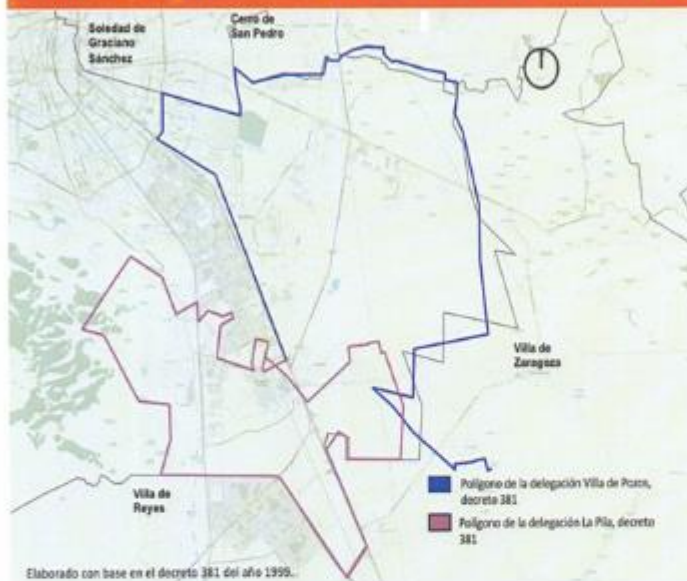 Soledad de
Graciano
Sánchez
Cerro de
San Pedro
Villa de
Zaragoza
Villa de
Reyes
Polígono de la delegación Villa de Pozos,
decreto 381
Polígono de la delegación La Pila, decreto
381
Elaborado con base en el decreto 381 del año 1999..